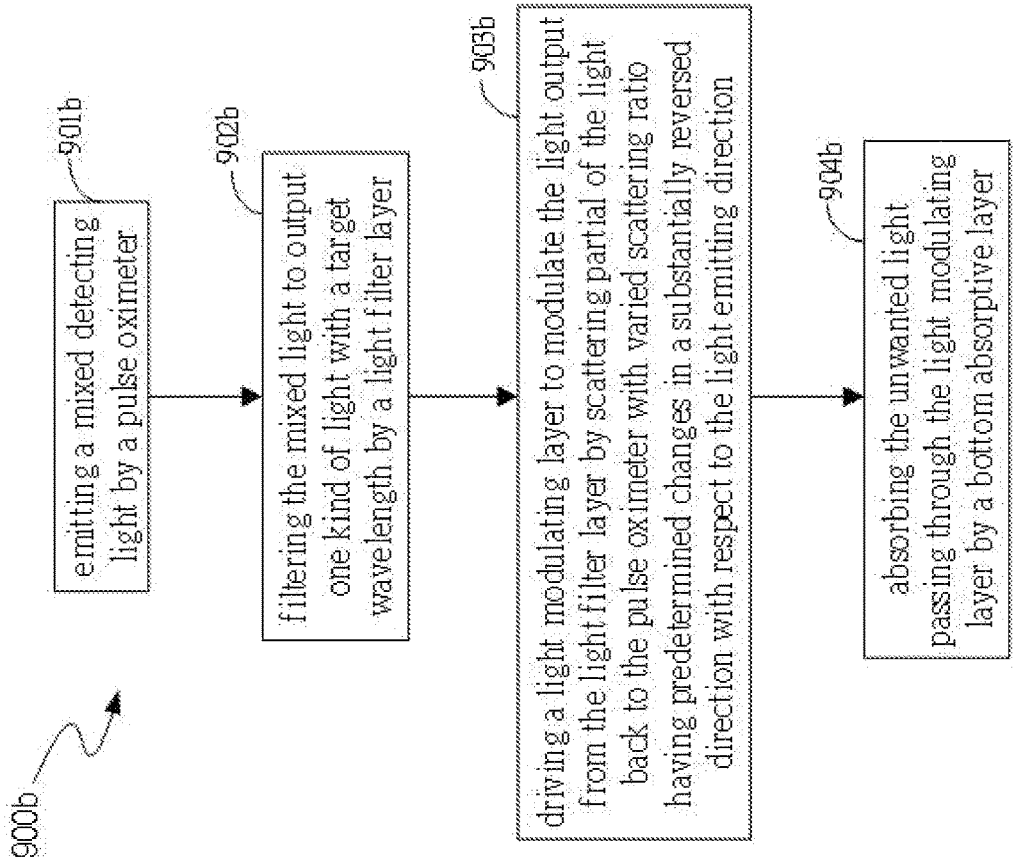 900b
901b
emitting a mixed detecting
light by a pulse oximeter
902b
filtering the mixed light to output
one kind of light with a target
wavelength by a light filter layer
903b
driving a light modulating layer to modulate the light output
from the light filter layer by scattering partial of the light
back to the pulse oximeter with varied scattering ratio
having predetermined changes in a substantially reversed
direction with respect to the light emitting direction
904b
absorbing the unwanted light
passing through the light modulating
layer by a bottom absorptive layer